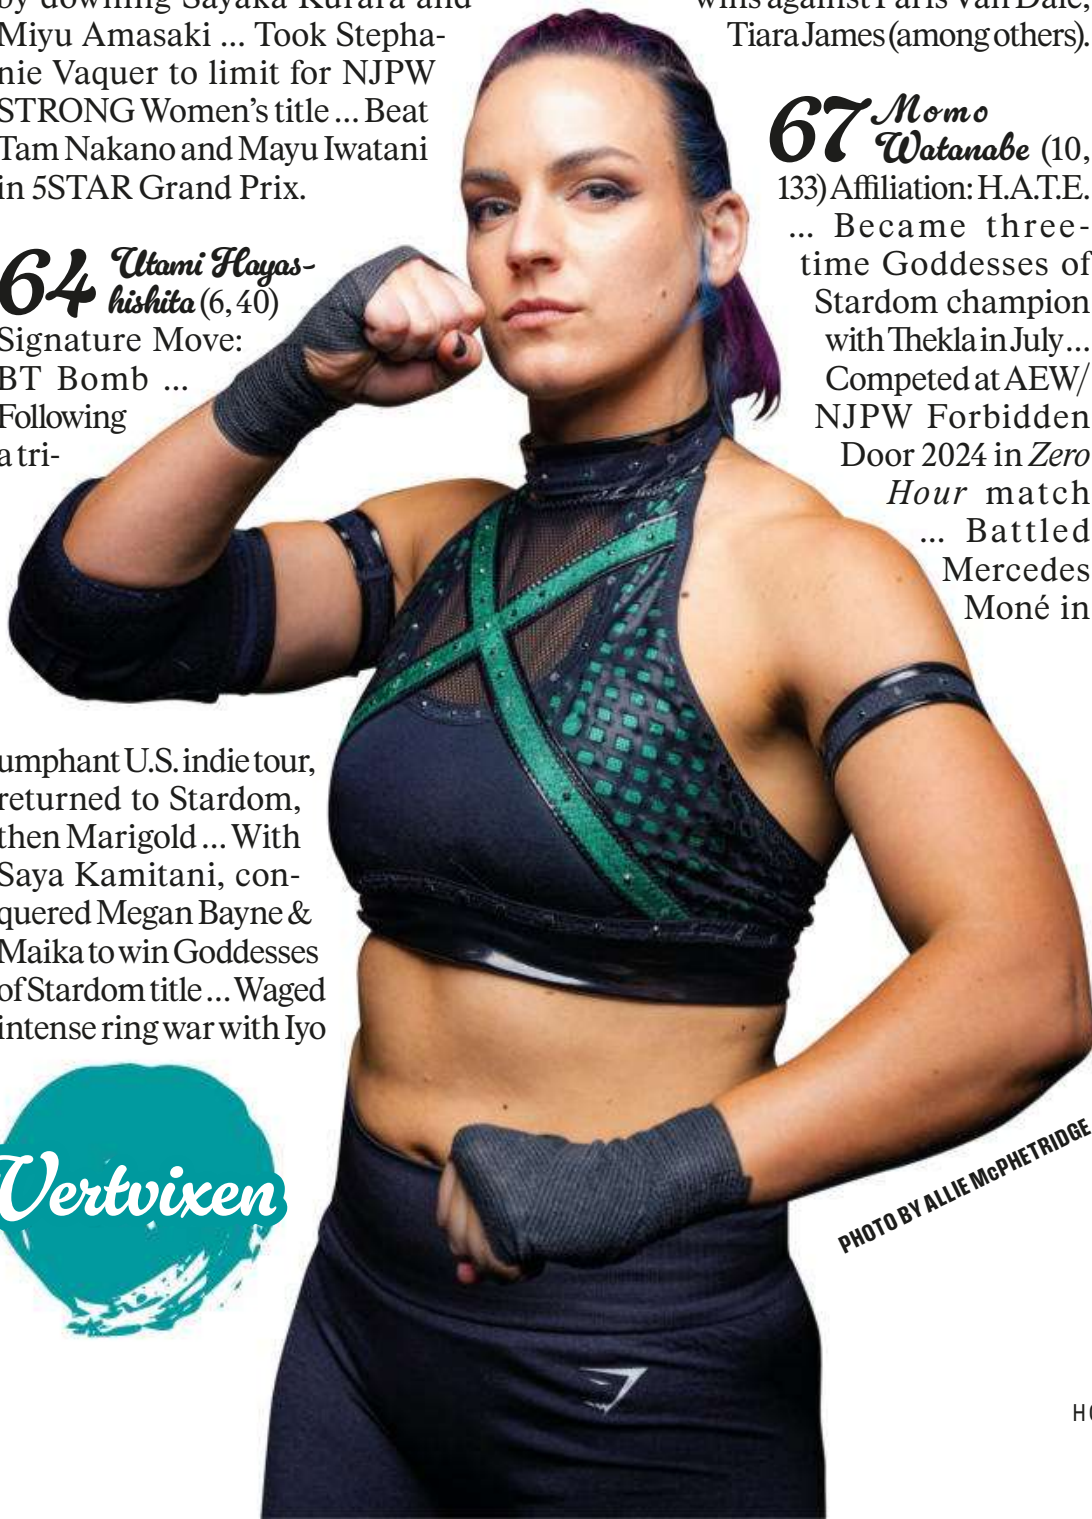 by downing Sayaka Kurara and
Miyu Amasaki ... Took Stepha-
nie Vaquer to limit for NJPW
STRONG Women’s title ... Beat
Tam Nakano and Mayu Iwatani
in 5STAR Grand Prix.
64 Utami Hayas-
hishita (6, 40)
Signature Move:
BT Bomb ...
Following
a tri-
umphant U.S. indie tour,
returned to Stardom,
then Marigold ... With
Saya Kamitani, con-
quered Megan Bayne &
Maika to win Goddesses
of Stardom title ... Waged
intense ring war with Iyo
Vertvixen
wins against Paris Van Dale,
Tiara James (among others).
67 Momo
Watanabe (10,
133) Affiliation: H.A.T.E.
... Became three-
time Goddesses of
Stardom champion
with Thekla in July ...
Competed at AEW/
NJPW Forbidden
Door 2024 in Zero
Hour match
... Battled
Mercedes
Moné in
PHOTO BY ALLIE McPHETRIDGE